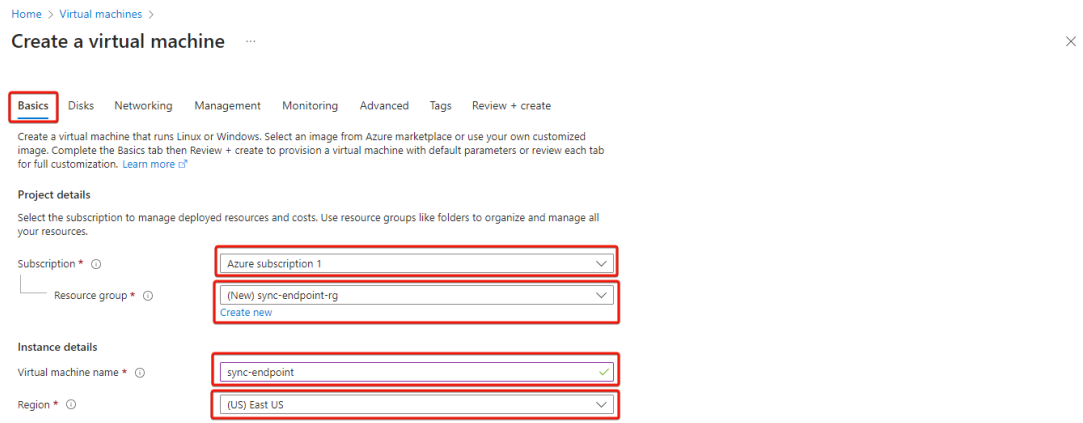 Home > Virtual machines >
Create a virtual machine ...
Basics Disks Networking Management Monitoring Advanced Tags Review + create
Create a virtual machine that runs Linux or Windows. Select an image from Azure marketplace or use your own customized
image. Complete the Basics tab then Review + create to provision a virtual machine with default parameters or review each tab
for full customization. Learn more
Project details
Select the subscription to manage deployed resources and costs. Use resource groups like folders to organize and manage all
your resources.
Subscription * Azure subscription 1
Resource group * (New) sync-endpoint-rg
Create new
Instance details
Virtual machine name * sync-endpoint
Region * (US) East US